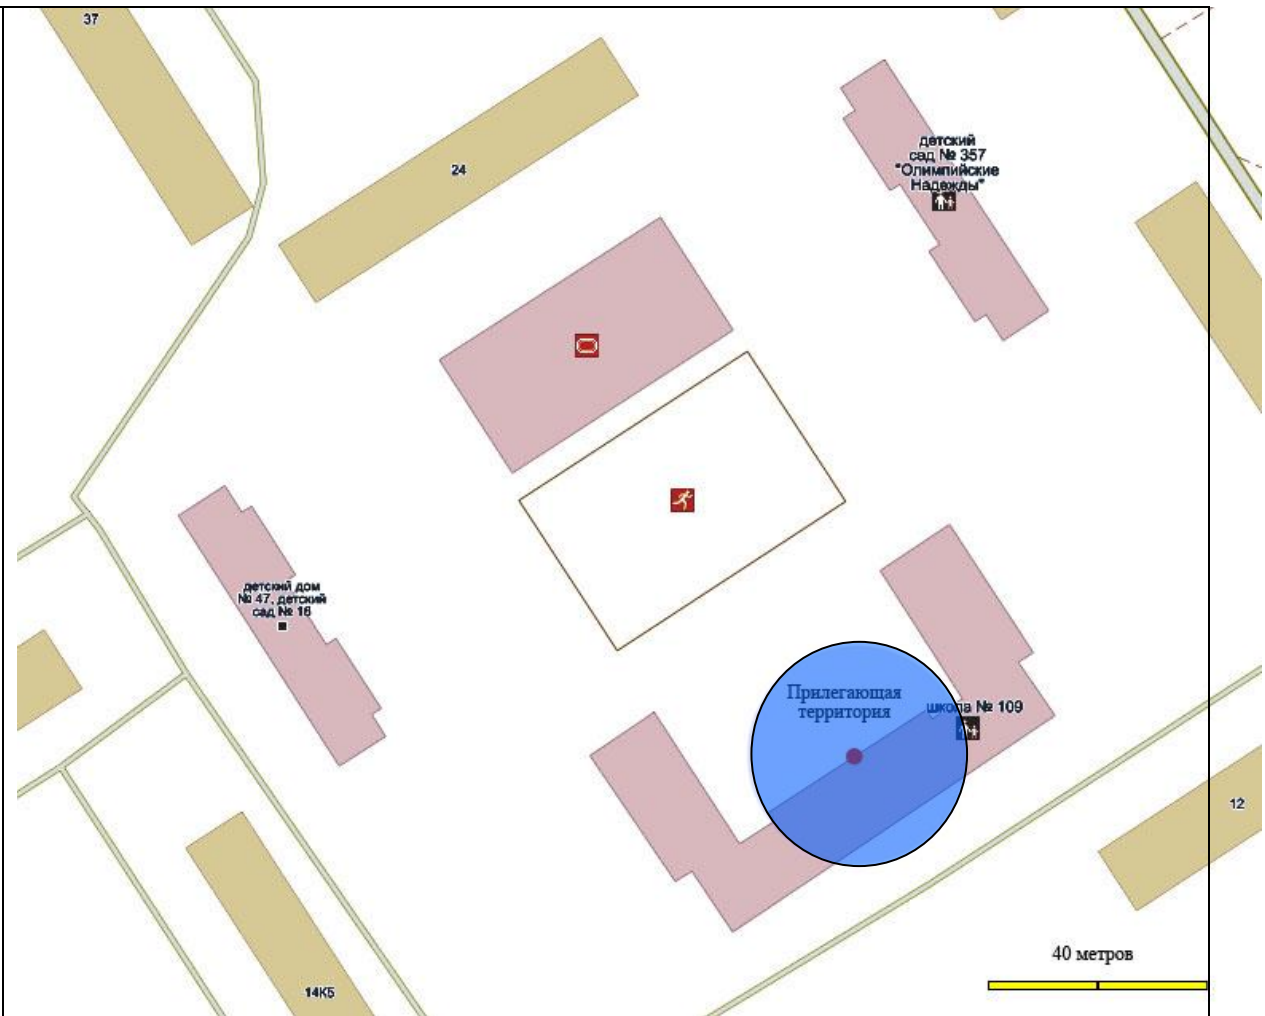 37
24
детский
сад № 357
"Олимпийские
Надежды"
детский дом
№ 47, детский
сад № 16
Прилегающая
территория
школа № 109
12
40 метров
14К5